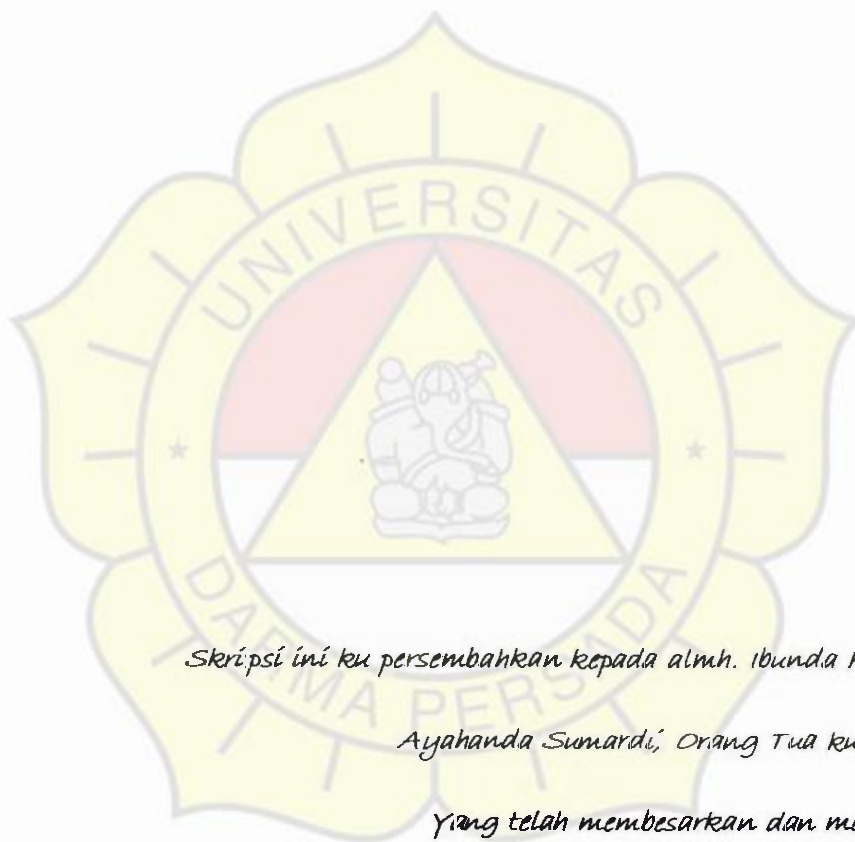 UNIVERSITAS
DARMA PERSADA
Skripsi ini ku persembahkan kepada almh. Ibunda
Ayahanda Sumardi, Orang Tua ku
Yang telah membesarkan dan